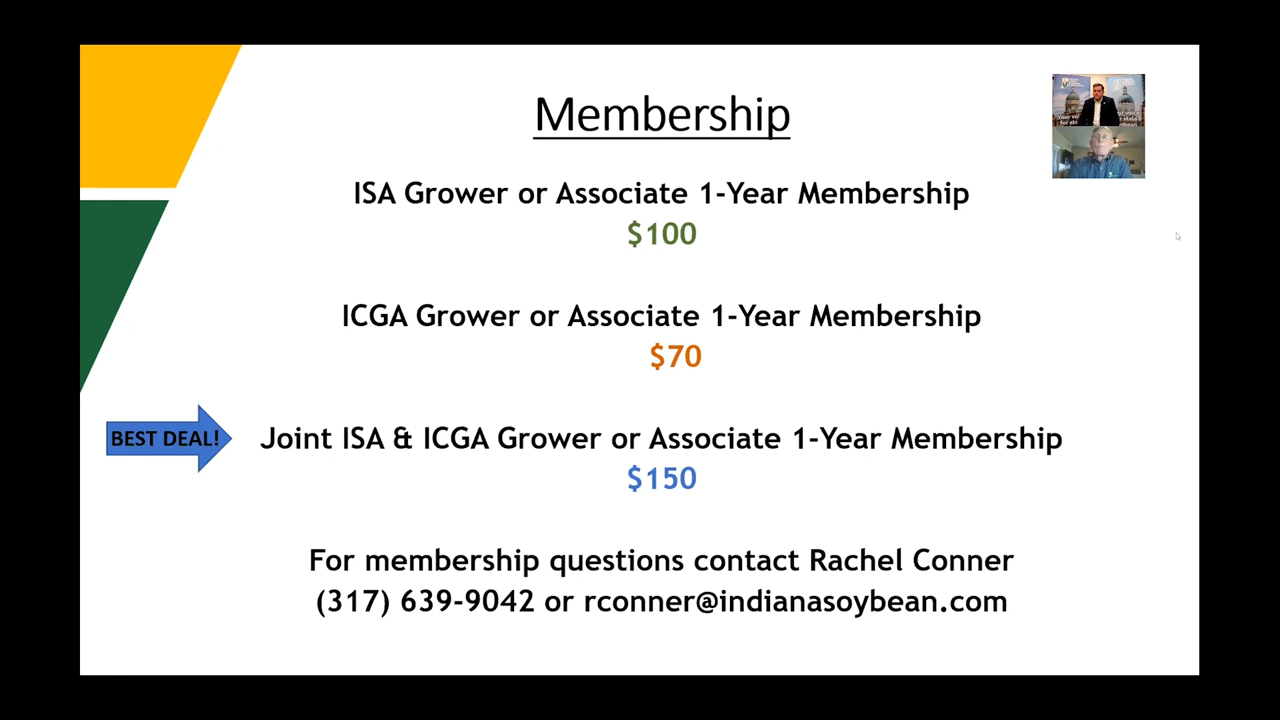 Membership
ISA Grower or Associate 1-Year Membership
$100
ICGA Grower or Associate 1-Year Membership
$70
BEST DEAL!
Joint ISA & ICGA Grower or Associate 1-Year Membership
$150
For membership questions contact Rachel Conner
(317) 639-9042 or rconner@indianasoybean.com